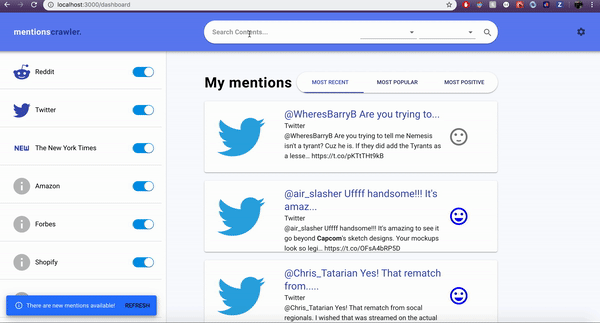 localhost:3000/dashboard
mentionscrawler.
Search Contents...
Reddit
Twitter
NEW The New York Times
Amazon
Forbes
Shopify
There are new mentions available! REFRESH
My mentions
MOST RECENT MOST POPULAR MOST POSITIVE
@WheresBarryB Are you trying to...
Twitter
@WheresBarryB Are you trying to tell me Nemesis
isn't a tyrant? Cuz he is. If they did add the Tyrants as
a lesse... https://t.co/pKTtTHt9kB
@air_slasher Uffff handsome!!! It's
amaz...
Twitter
@air_slasher Uffff handsome!!! It's amazing to see it
go beyond Capcom's sketch designs. Your mockups
look so legi... https://t.co/OFsA4bRP5D
@Chris_Tatarian Yes! That rematch
from.....
Twitter
@Chris_Tatarian Yes! That rematch from socal
regionals. I wished that was streamed on the actual